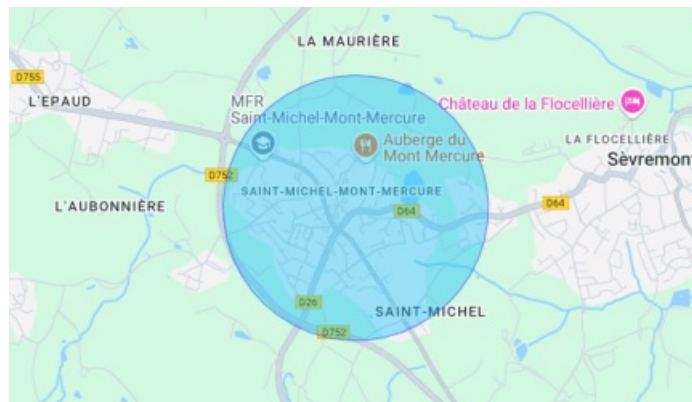 LA MAURIÈRE
D755
L'EPAUD
MFR
Saint-Michel-Mont-Mercure
Château de la Flocellière
Auberge du
Mont Mercure
LA FLOCELLIÈRE
Sèvremont
D752
SAINT-MICHEL-MONT-MERCURE
L'AUBONNIÈRE
D64
D64
D26
SAINT-MICHEL
D752